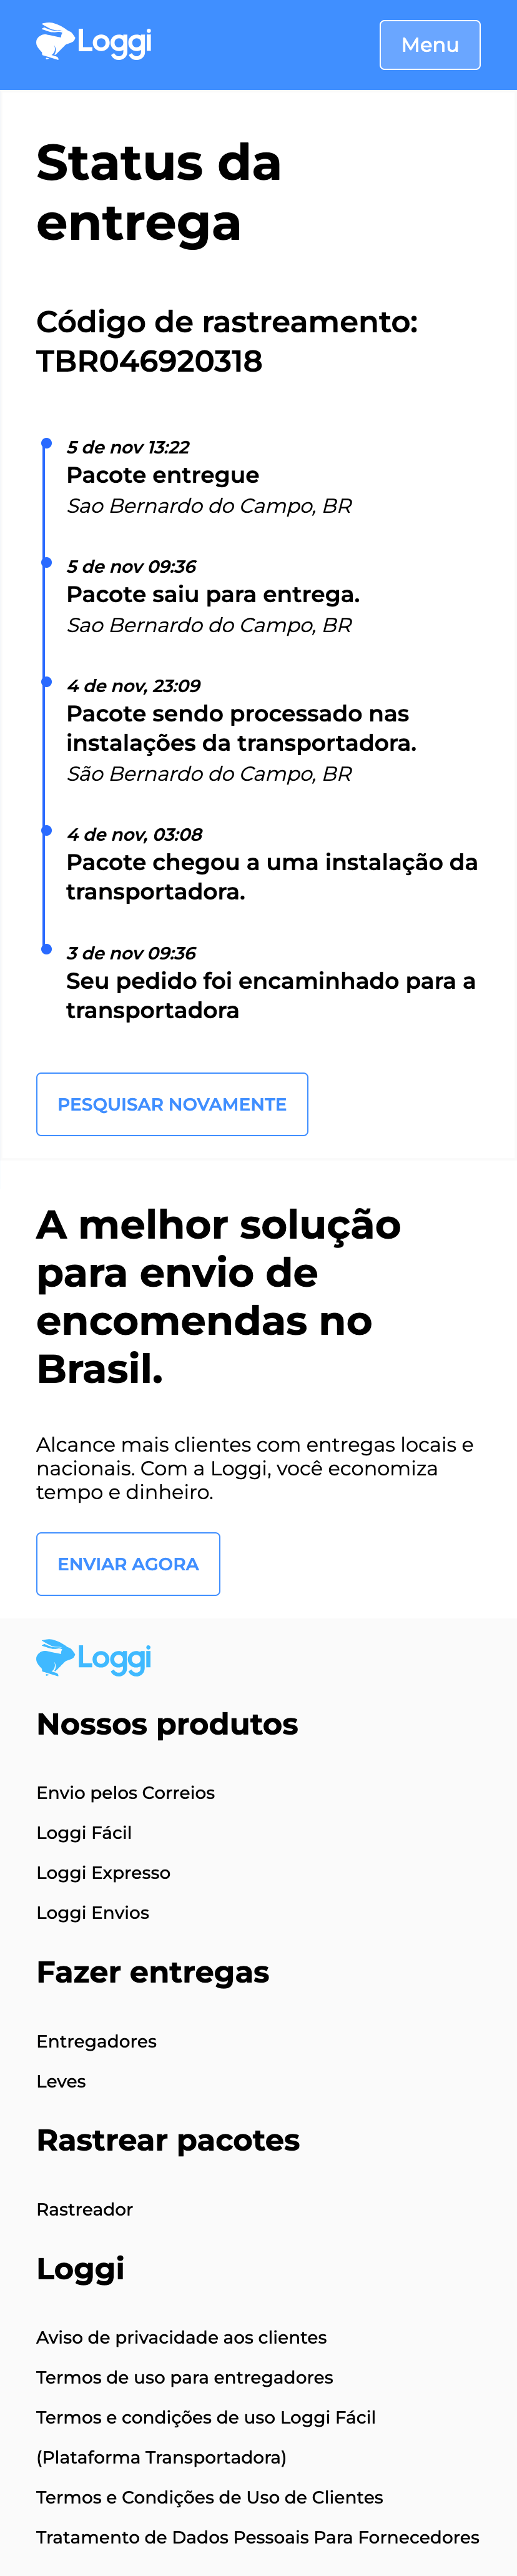 Loggi
Menu
Status da
entrega
Código de rastreamento:
TBR046920318
5 de nov 13:22
Pacote entregue
Sao Bernardo do Campo, BR
5 de nov 09:36
Pacote saiu para entrega.
Sao Bernardo do Campo, BR
4 de nov, 23:09
Pacote sendo processado nas
instalações da transportadora.
São Bernardo do Campo, BR
4 de nov, 03:08
Pacote chegou a uma instalação da
transportadora.
3 de nov 09:36
Seu pedido foi encaminhado para a
transportadora
PESQUISAR NOVAMENTE
A melhor solução
para envio de
encomendas no
Brasil.
Alcance mais clientes com entregas locais e
nacionais. Com a Loggi, você economiza
tempo e dinheiro.
ENVIAR AGORA
Loggi
Nossos produtos
Envio pelos Correios
Loggi Fácil
Loggi Expresso
Loggi Envios
Fazer entregas
Entregadores
Leves
Rastrear pacotes
Rastreador
Loggi
Aviso de privacidade aos clientes
Termos de uso para entregadores
Termos e condições de uso Loggi Fácil
(Plataforma Transportadora)
Termos e Condições de Uso de Clientes
Tratamento de Dados Pessoais Para Fornecedores